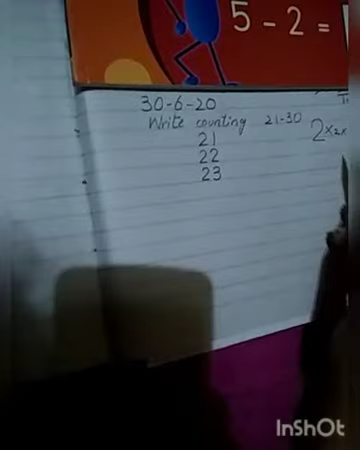 5 - 2 =
30-6-20
Write counting 21-30
21
22
23
InShOt